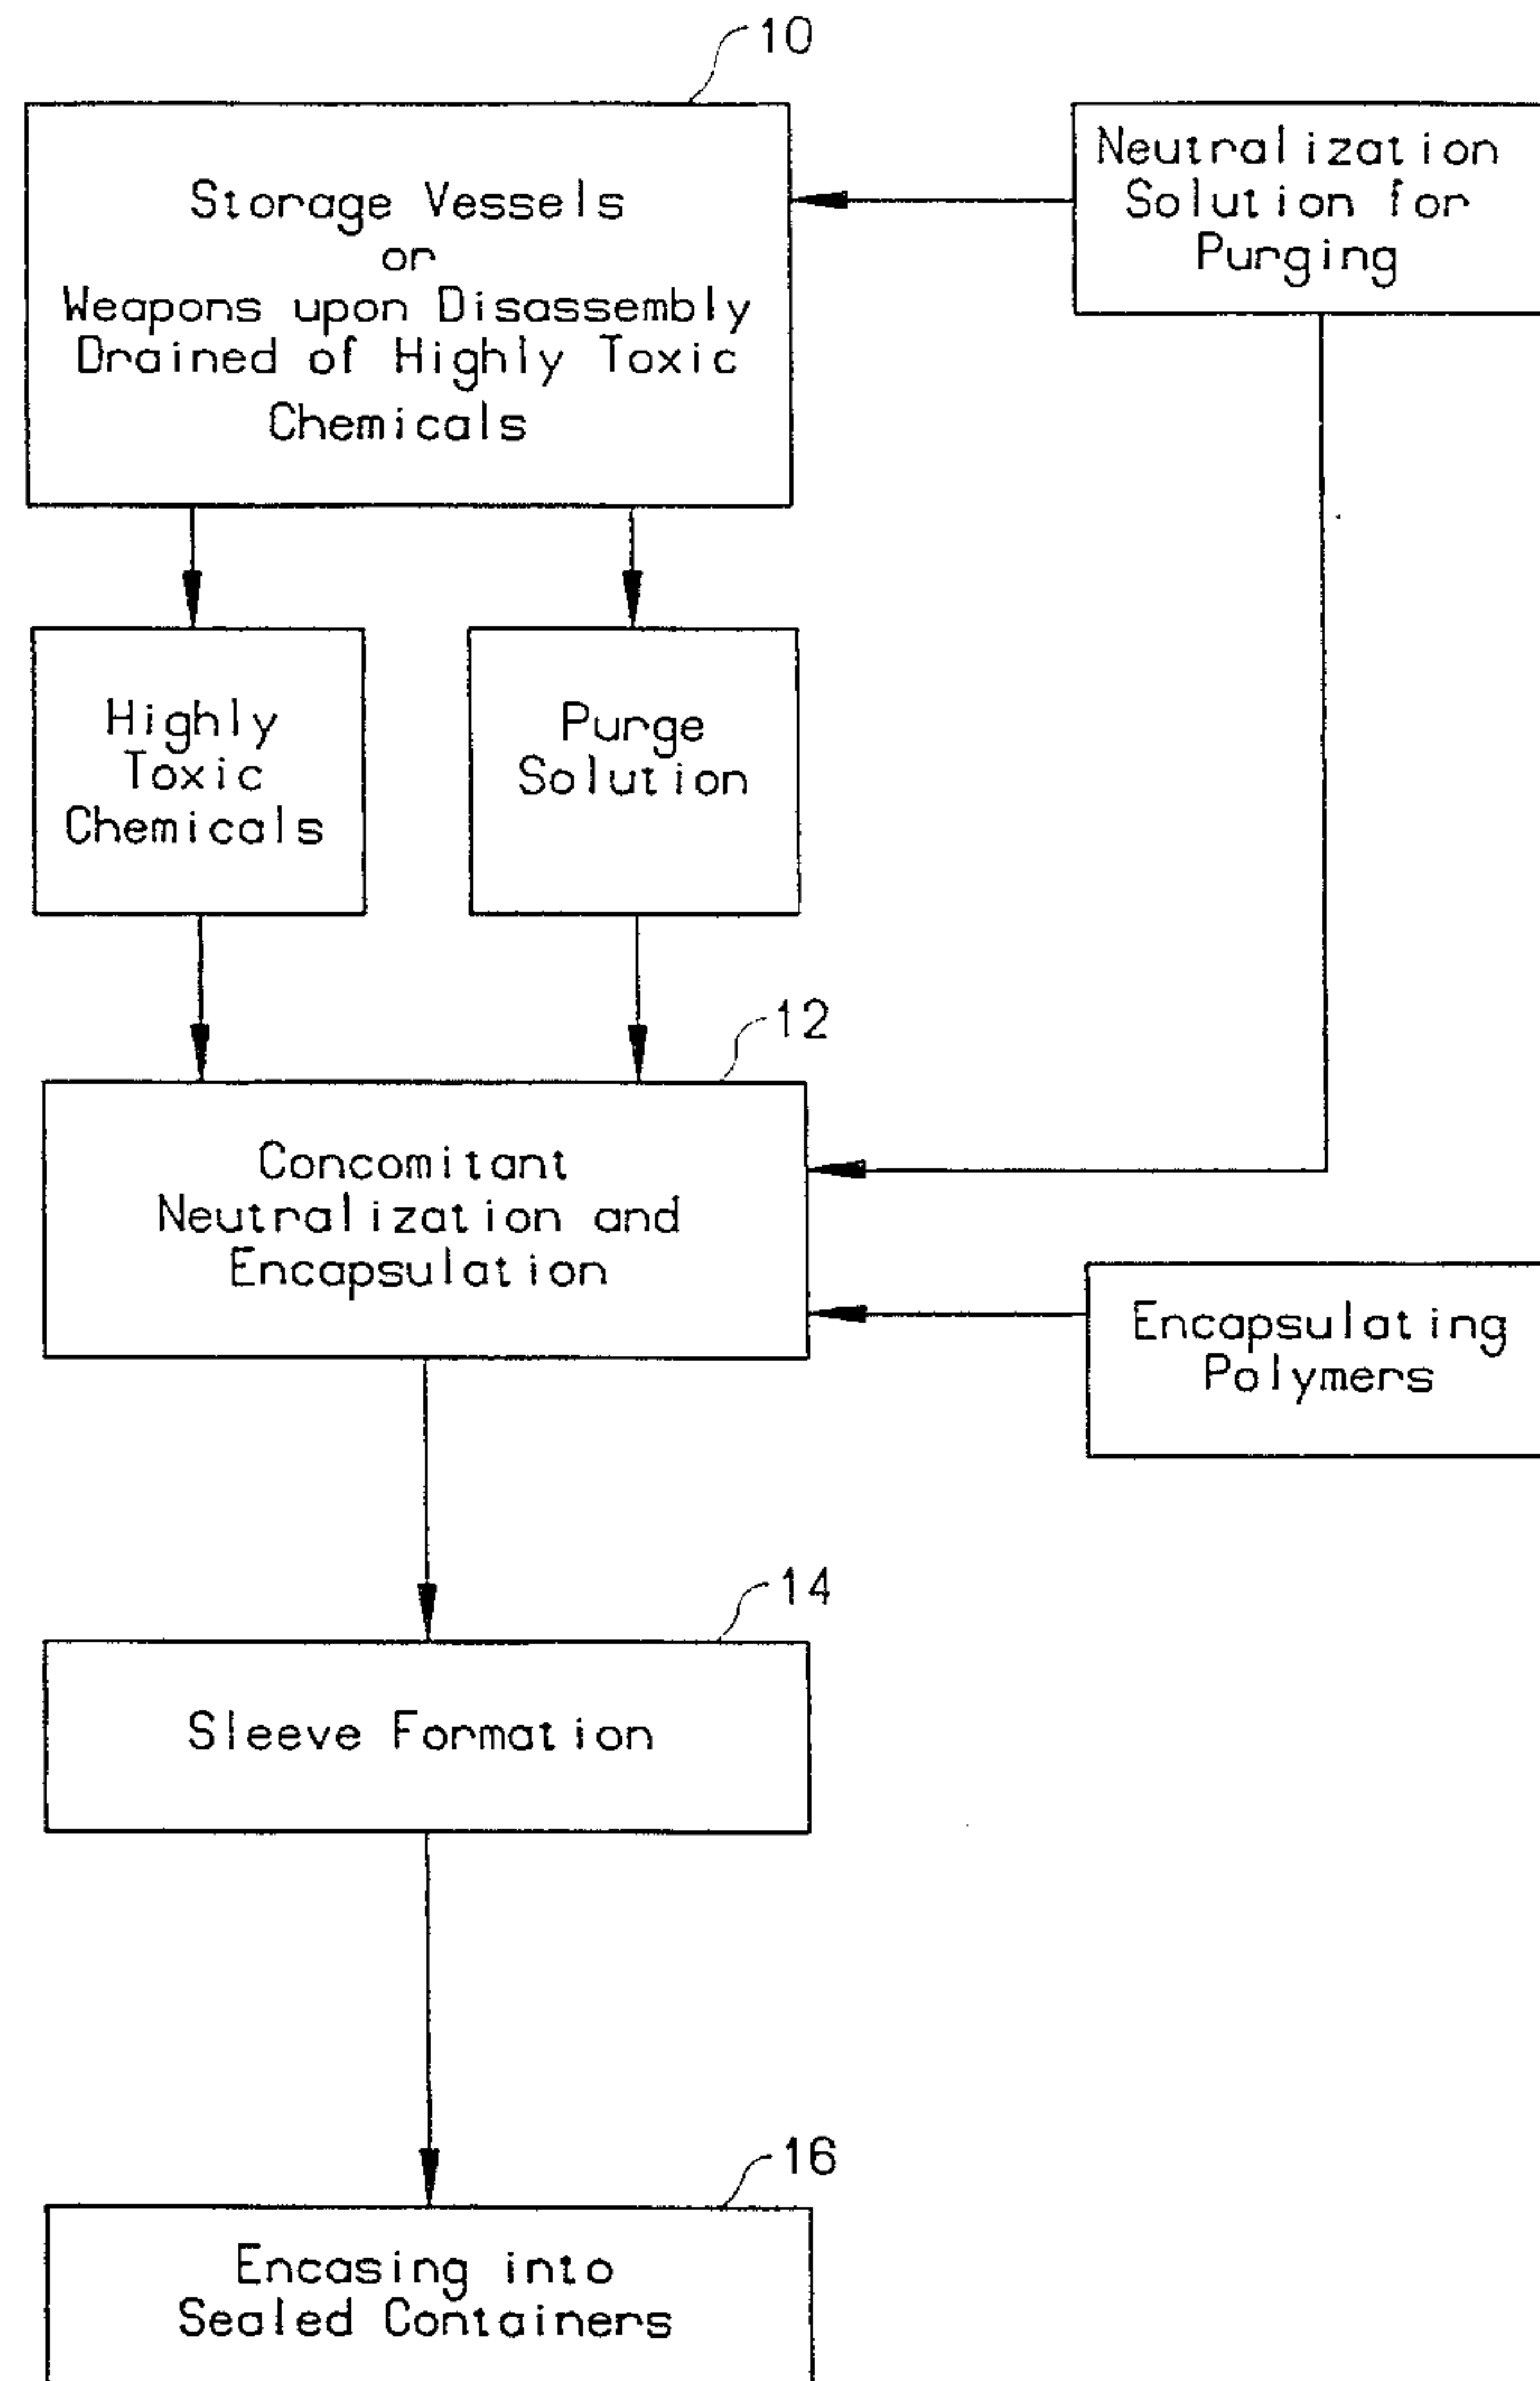 10
Storage Vessels
or
Weapons upon Disassembly
Drained of Highly Toxic
Chemicals
Neutralization
Solution for
Purging
Highly
Toxic
Chemicals
Purge
Solution
12
Concomitant
Neutralization and
Encapsulation
Encapsulating
Polymers
14
Sleeve Formation
16
Encasing into
Sealed Containers